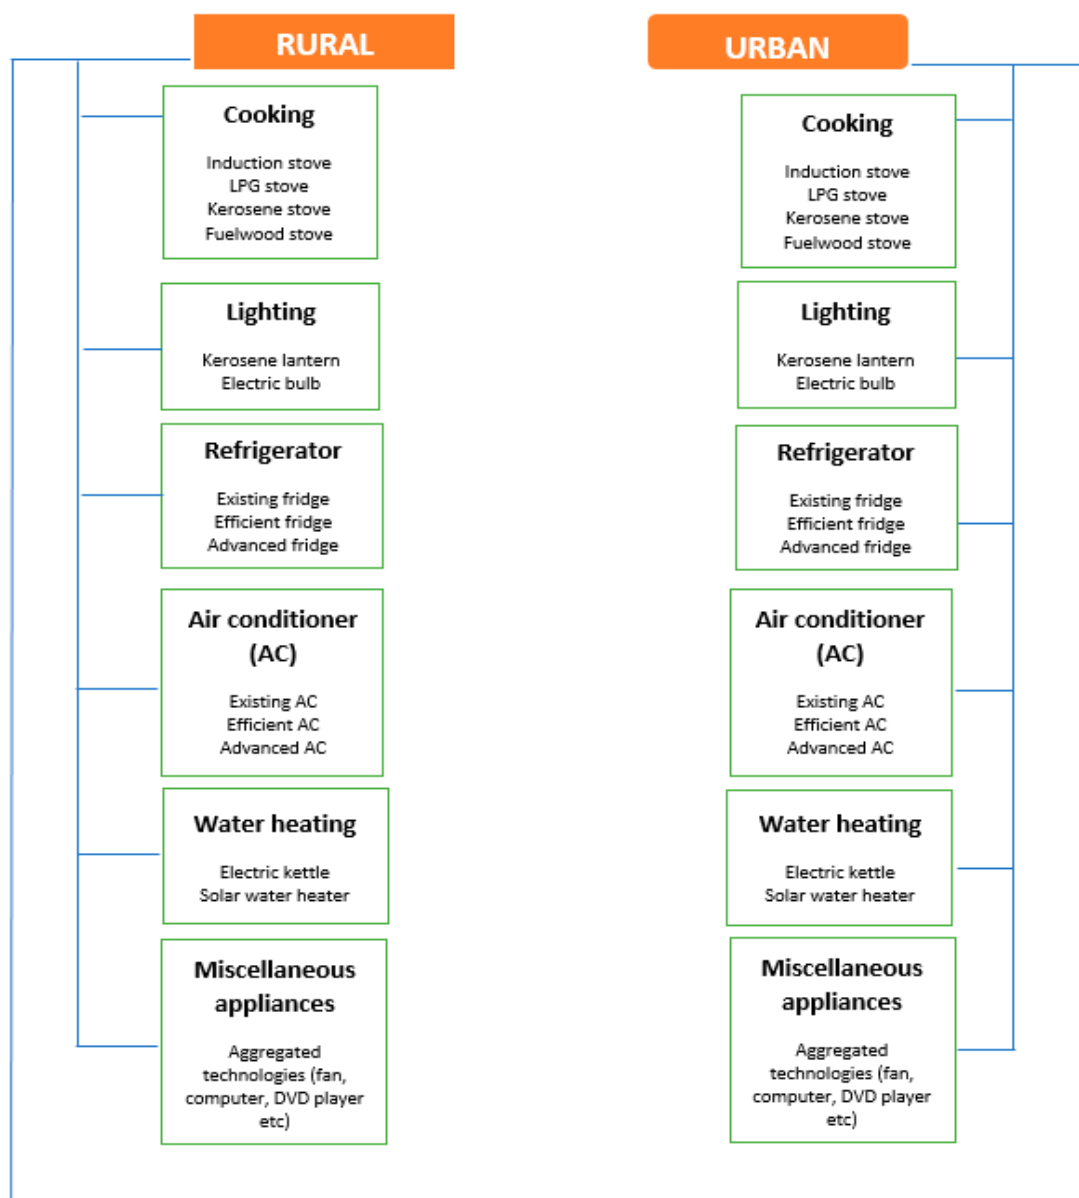 RURAL
Cooking
Induction stove
LPG stove
Kerosene stove
Fuelwood stove
Lighting
Kerosene lantern
Electric bulb
Refrigerator
Existing fridge
Efficient fridge
Advanced fridge
Air conditioner
(AC)
Existing AC
Efficient AC
Advanced AC
Water heating
Electric kettle
Solar water heater
Miscellaneous
appliances
Aggregated
technologies (fan,
computer, DVD player
etc)
URBAN
Cooking
Induction stove
LPG stove
Kerosene stove
Fuelwood stove
Lighting
Kerosene lantern
Electric bulb
Refrigerator
Existing fridge
Efficient fridge
Advanced fridge
Air conditioner
(AC)
Existing AC
Efficient AC
Advanced AC
Water heating
Electric kettle
Solar water heater
Miscellaneous
appliances
Aggregated
technologies (fan,
computer, DVD player
etc)